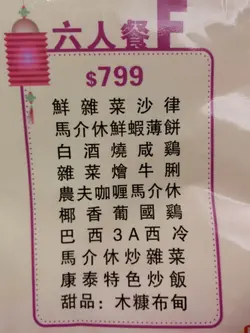 六人餐 F
$799
鮮雜菜沙律
馬介休鮮蝦薄餅
白酒燒咸鷄
雜菜燴牛脷
農夫咖喱馬介休
椰香葡國鷄
巴西3A西冷
馬介休炒雜菜
康泰特色炒飯
甜品：木糠布甸